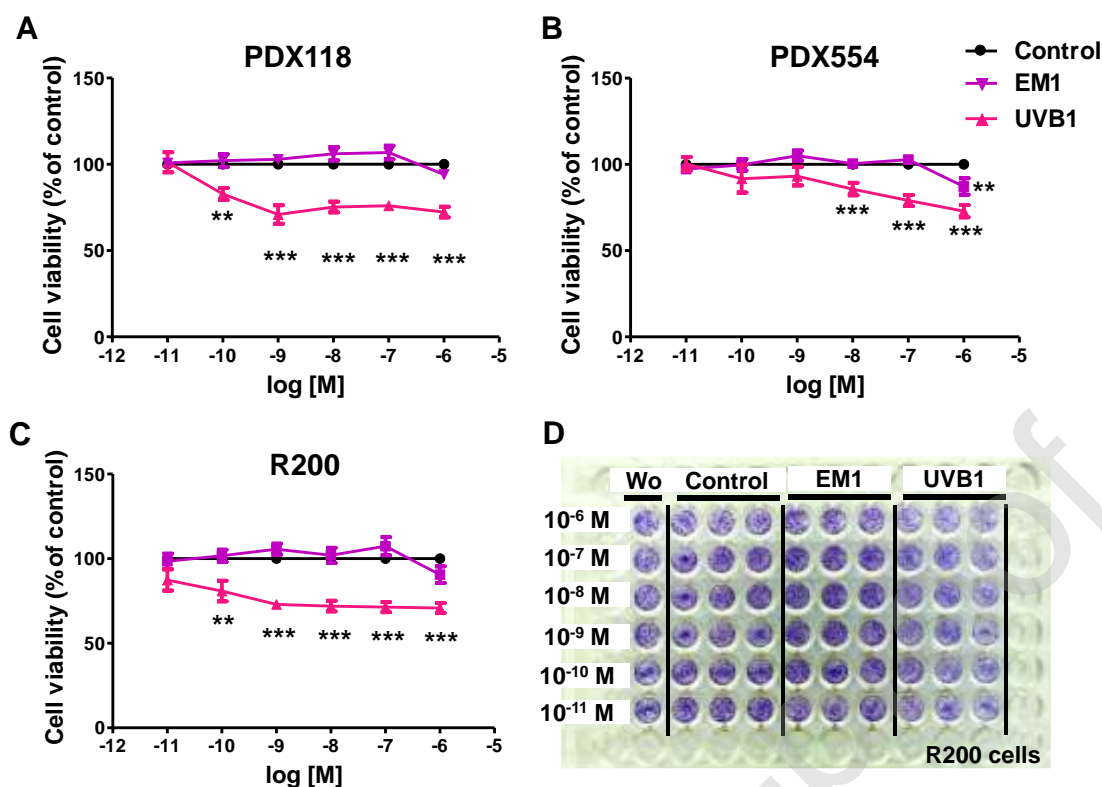 A
PDX118
Cell viability (% of control)
150
100
50
0
-12 -11 -10 -9 -8 -7 -6 -5
log [M]
** *** *** *** ***
B
PDX554
Control
EM1
UVB1
Cell viability (% of control)
150
100
50
0
-12 -11 -10 -9 -8 -7 -6 -5
log [M]
**
*** *** ***
C
R200
Cell viability (% of control)
150
100
50
0
-12 -11 -10 -9 -8 -7 -6 -5
log [M]
** *** *** *** ***
D
Wo Control EM1 UVB1
10⁻⁶ M
10⁻⁷ M
10⁻⁸ M
10⁻⁹ M
10⁻¹⁰ M
10⁻¹¹ M
R200 cells